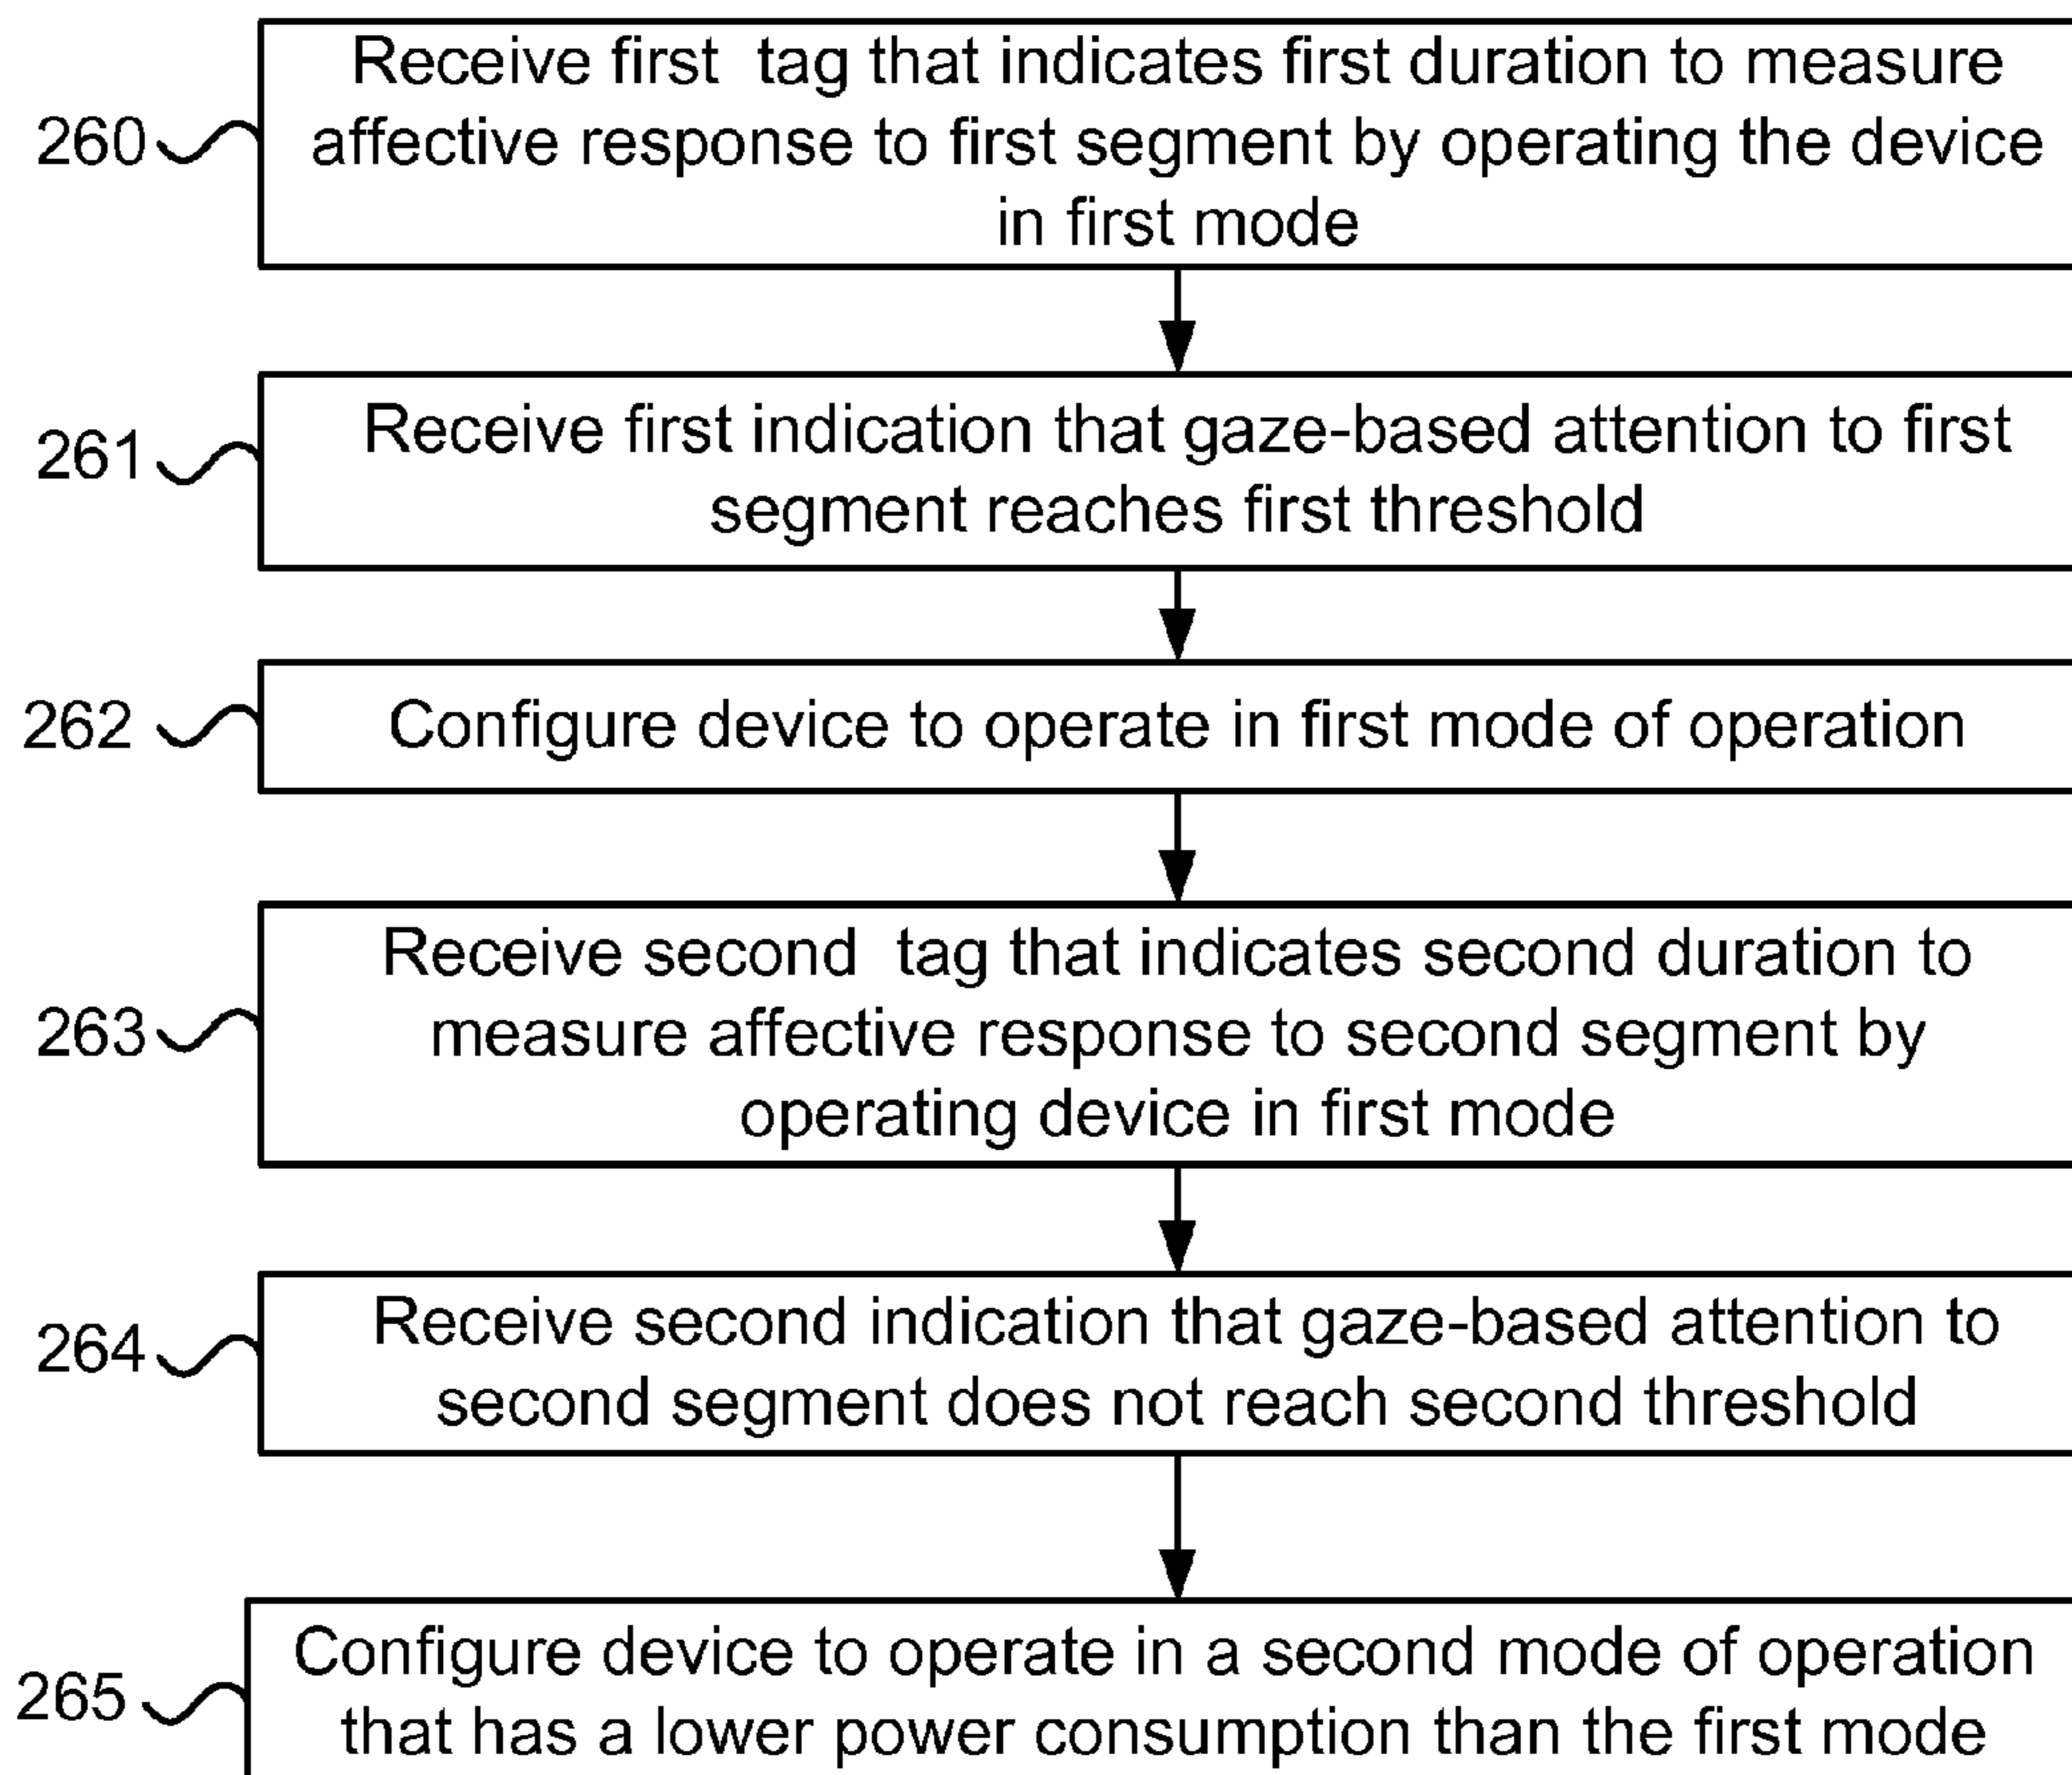 Receive first tag that indicates first duration to measure
260 affective response to first segment by operating the device
in first mode
261 Receive first indication that gaze-based attention to first
segment reaches first threshold
262 Configure device to operate in first mode of operation
Receive second tag that indicates second duration to
263 measure affective response to second segment by
operating device in first mode
264 Receive second indication that gaze-based attention to
second segment does not reach second threshold
265 Configure device to operate in a second mode of operation
that has a lower power consumption than the first mode